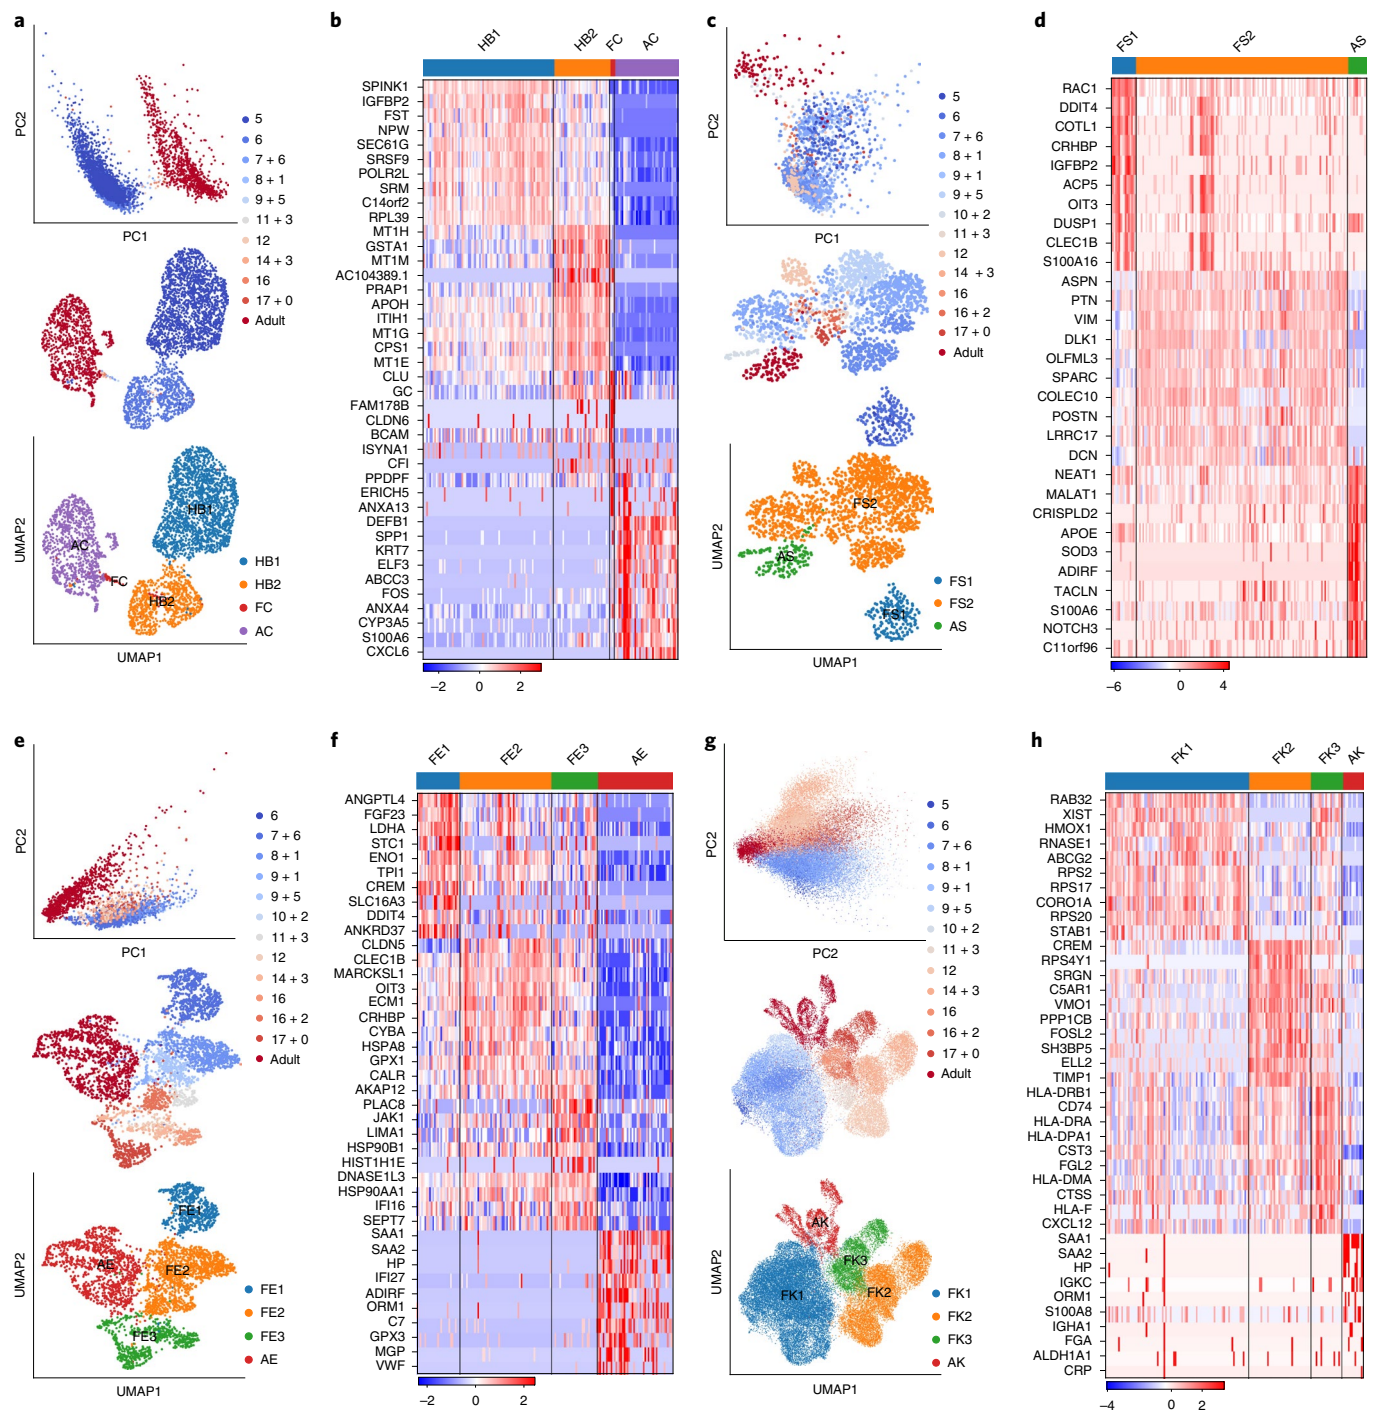 a
PC2
PC1
5
6
7 + 6
8 + 1
9 + 5
11 + 3
12
14 + 3
16
17 + 0
Adult
UMAP2
HB1
AC
FC
HB2
HB1
HB2
FC
AC
UMAP1
b
HB1
HB2
FC
AC
SPINK1
IGFBP2
FST
NPW
SEC61G
SRSF9
POLR2L
SRM
C14orf2
RPL39
MT1H
GSTA1
MT1M
AC104389.1
PRAP1
APOH
ITIH1
MT1G
CPS1
MT1E
CLU
GC
FAM178B
CLDN6
BCAM
ISYNA1
CFI
PPDPF
ERICH5
ANXA13
DEFB1
SPP1
KRT7
ELF3
ABCC3
FOS
ANXA4
CYP3A5
S100A6
CXCL6
−2
0
2
c
PC2
PC1
5
6
7 + 6
8 + 1
9 + 1
9 + 5
10 + 2
11 + 3
12
14 + 3
16
16 + 2
17 + 0
Adult
UMAP2
FS2
AS
FS1
FS1
FS2
AS
UMAP1
d
FS1
FS2
AS
RAC1
DDIT4
COTL1
CRHBP
IGFBP2
ACP5
OIT3
DUSP1
CLEC1B
S100A16
ASPN
PTN
VIM
DLK1
OLFML3
SPARC
COLEC10
POSTN
LRRC17
DCN
NEAT1
MALAT1
CRISPLD2
APOE
SOD3
ADIRF
TACLN
S100A6
NOTCH3
C11orf96
−6
0
4
e
PC2
PC1
6
7 + 6
8 + 1
9 + 1
9 + 5
10 + 2
11 + 3
12
14 + 3
16
16 + 2
17 + 0
Adult
UMAP2
FE1
AE
FE2
FE3
FE1
FE2
FE3
AE
UMAP1
f
FE1
FE2
FE3
AE
ANGPTL4
FGF23
LDHA
STC1
ENO1
TPI1
CREM
SLC16A3
DDIT4
ANKRD37
CLDN5
CLEC1B
MARCKSL1
OIT3
ECM1
CRHBP
CYBA
HSPA8
GPX1
CALR
AKAP12
PLAC8
JAK1
LIMA1
HSP90B1
HIST1H1E
DNASE1L3
HSP90AA1
IFI16
SEPT7
SAA1
SAA2
HP
IFI27
ADIRF
ORM1
C7
GPX3
MGP
VWF
−2
0
2
g
PC2
PC2
5
6
7 + 6
8 + 1
9 + 1
9 + 5
10 + 2
11 + 3
12
14 + 3
16
16 + 2
17 + 0
Adult
UMAP2
AK
FK3
FK1
FK2
FK1
FK2
FK3
AK
UMAP1
h
FK1
FK2
FK3
AK
RAB32
XIST
HMOX1
RNASE1
ABCG2
RPS2
RPS17
CORO1A
RPS20
STAB1
CREM
RPS4Y1
SRGN
C5AR1
VMO1
PPP1CB
FOSL2
SH3BP5
ELL2
TIMP1
HLA-DRB1
CD74
HLA-DRA
HLA-DPA1
CST3
FGL2
HLA-DMA
CTSS
HLA-F
CXCL12
SAA1
SAA2
HP
IGKC
ORM1
S100A8
IGHA1
FGA
ALDH1A1
CRP
−4
0
2